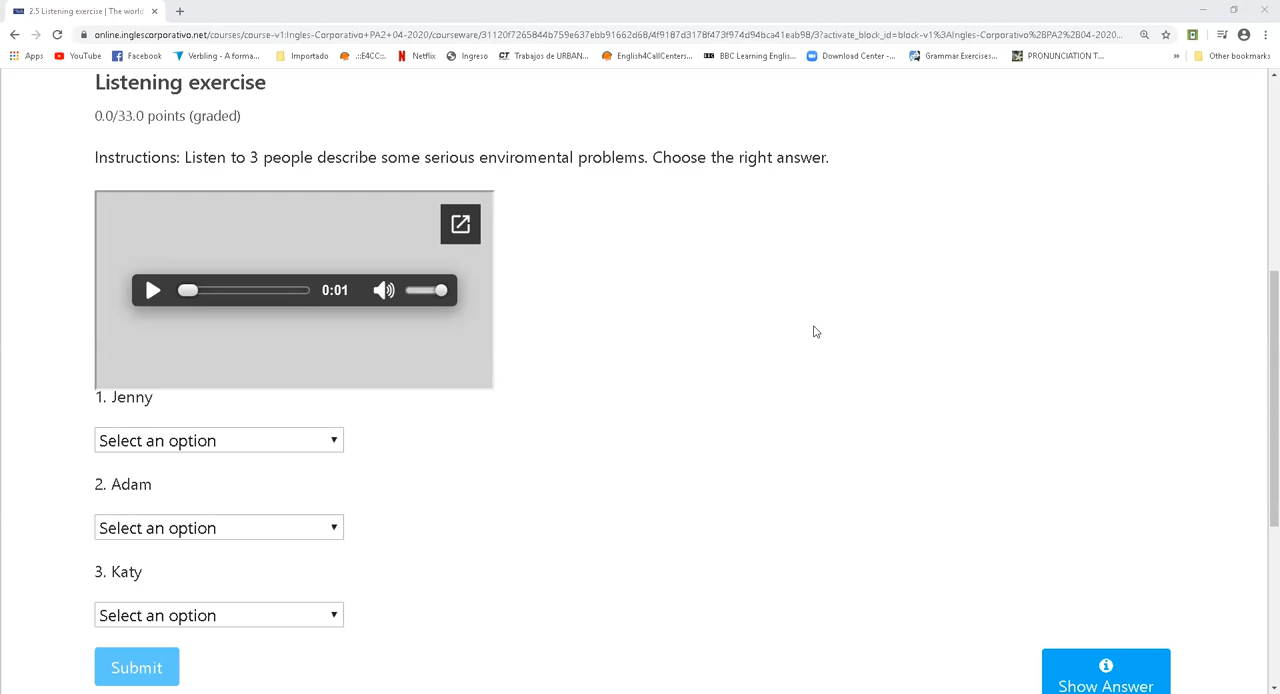 2.5 Listening exercise | The world
online.inglescorporativo.net/courses/course-v1:Ingles-Corporativo+PA2+04-2020/courseware/31120f7265844b759e637ebb91662d68/4f9187d3178f473f974d94bca41eab98/3?activate_block_id=block-v1%3AIngles-Corporativo%2BPA2%2B04-2020...
Apps YouTube Facebook Verbling - A forma... Importado .::E4CC::. Netflix Ingreso CT Trabajos de URBAN... English4CallCenters... BBC BBC Learning Englis... Download Center -... Grammar Exercises... PRONUNCIATION T... » Other bookmarks
Listening exercise
0.0/33.0 points (graded)
Instructions: Listen to 3 people describe some serious enviromental problems. Choose the right answer.
0:01
1. Jenny
Select an option
2. Adam
Select an option
3. Katy
Select an option
Submit
Show Answer